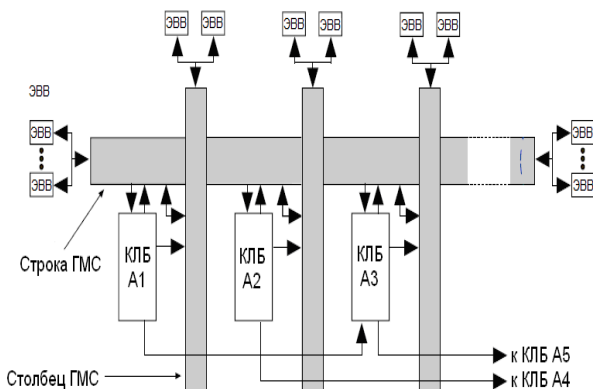 ЭВВ ЭВВ ЭВВ ЭВВ ЭВВ ЭВВ
ЭВВ
ЭВВ ЭВВ
ЭВВ ЭВВ
Строка ГМС
КЛБ А1
КЛБ А2
КЛБ А3
к КЛБ А5
Столбец ГМС
к КЛБ А4